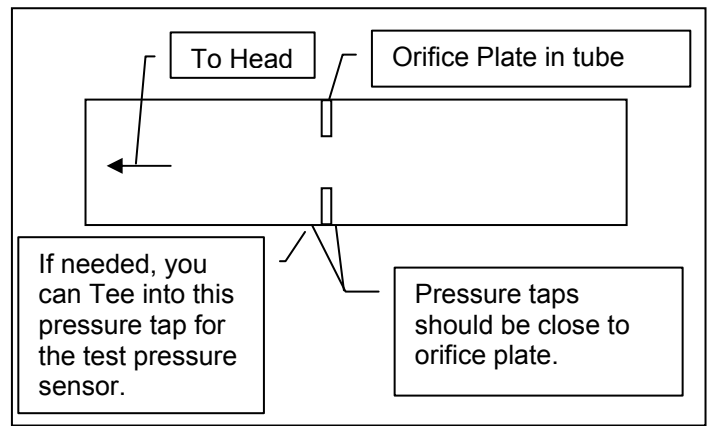 To Head
Orifice Plate in tube
If needed, you
can Tee into this
pressure tap for
the test pressure
sensor.
Pressure taps
should be close to
orifice plate.